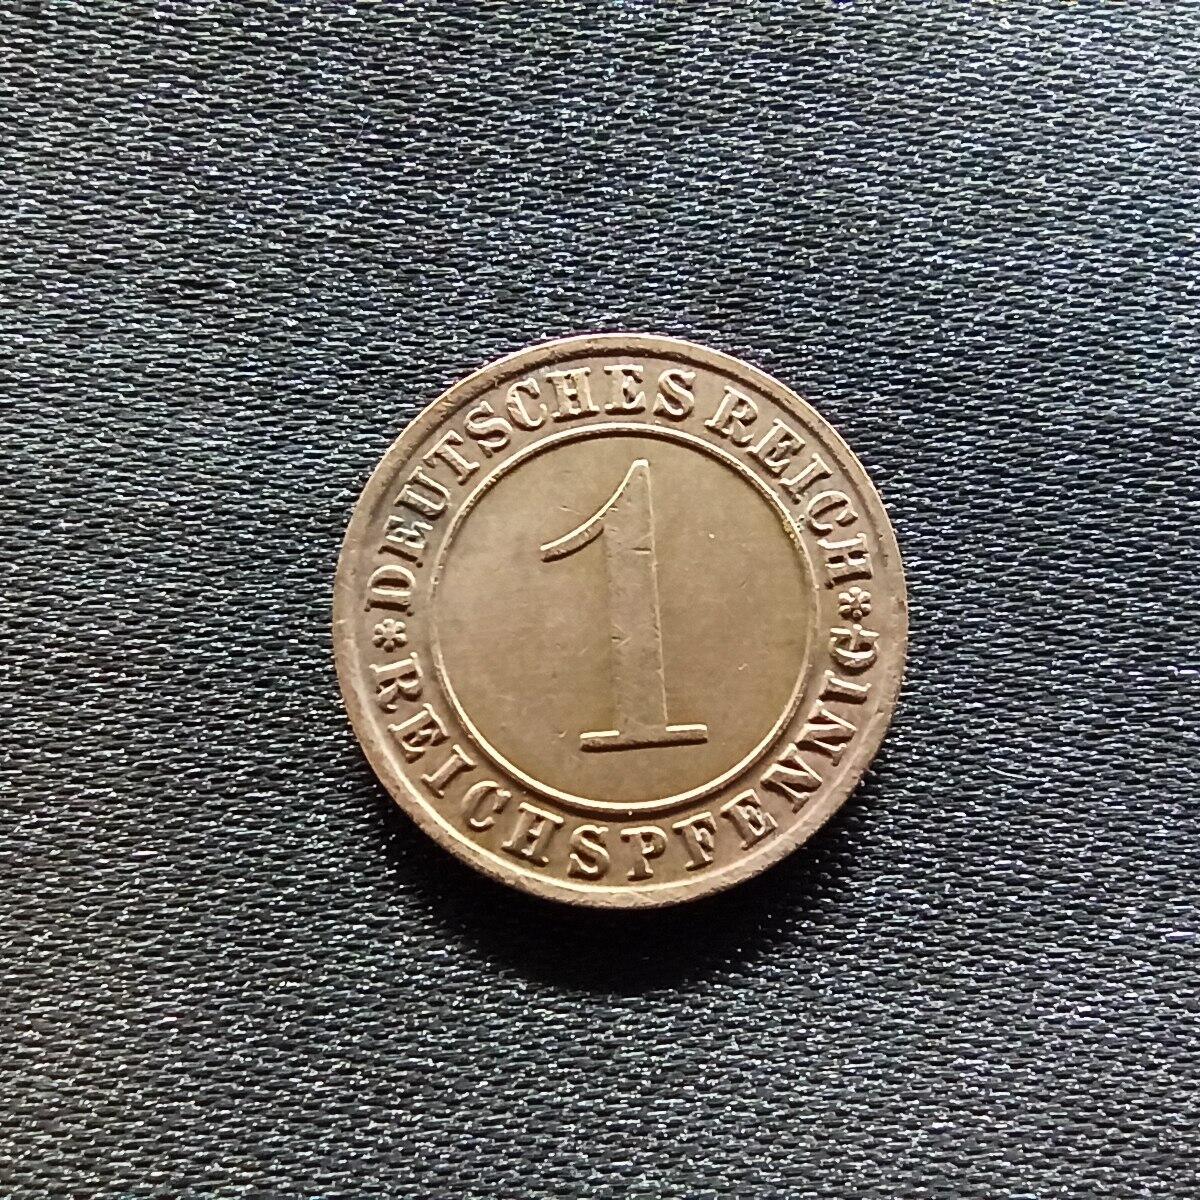 DEUTSCHES REICH
1
REICHSPFENNIG